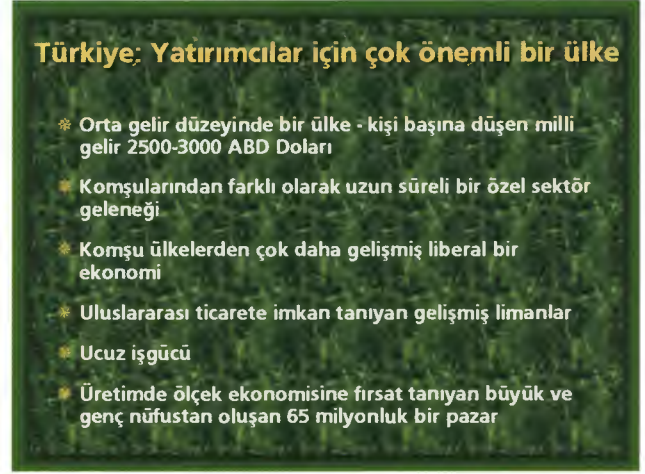 Türkiye: Yatırımcılar için çok önemli bir ülke
Orta gelir düzeyinde bir ülke - kişi başına düşen milli
gelir 2500-3000 ABD Doları
Komşularından farklı olarak uzun süreli bir özel sektör
geleneği
Komşu ülkelerden çok daha gelişmiş liberal bir
ekonomi
Uluslararası ticarete imkan tanıyan gelişmiş limanlar
Ucuz işgücü
Üretimde ölçek ekonomisine fırsat tanıyan büyük ve
genç nüfustan oluşan 65 milyonluk bir pazar